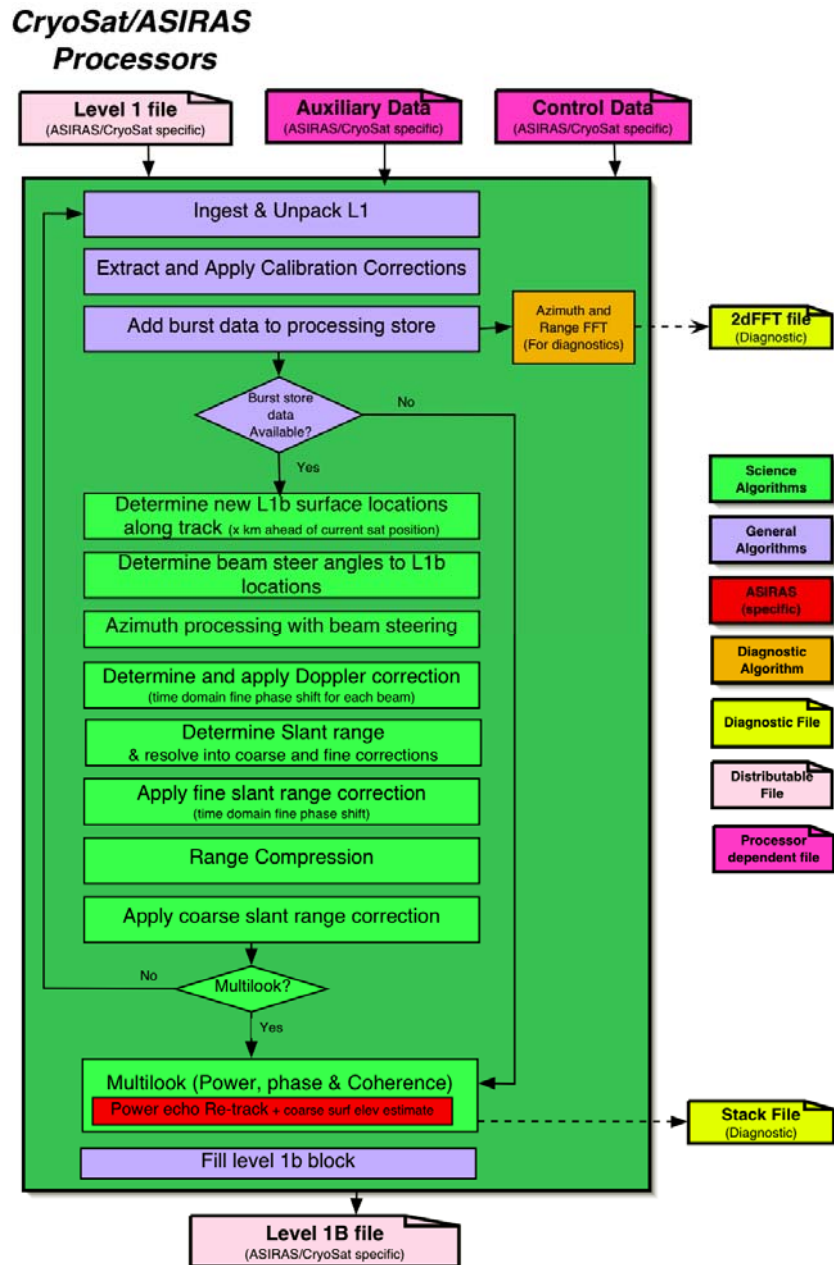 CryoSat/ASIRAS
Processors
Level 1 file
(ASIRAS/CryoSat specific)
Auxiliary Data
(ASIRAS/CryoSat specific)
Control Data
(ASIRAS/CryoSat specific)
Ingest & Unpack L1
Extract and Apply Calibration Corrections
Add burst data to processing store
Azimuth and
Range FFT
(For diagnostics)
2dFFT file
(Diagnostic)
Burst store
data
Available?
No
Yes
Determine new L1b surface locations
along track (x km ahead of current sat position)
Determine beam steer angles to L1b
locations
Azimuth processing with beam steering
Determine and apply Doppler correction
(time domain fine phase shift for each beam)
Determine Slant range
& resolve into coarse and fine corrections
Apply fine slant range correction
(time domain fine phase shift)
Range Compression
Apply coarse slant range correction
No
Multilook?
Yes
Multilook (Power, phase & Coherence)
Power echo Re-track + coarse surf elev estimate
Stack File
(Diagnostic)
Fill level 1b block
Level 1B file
(ASIRAS/CryoSat specific)
Science
Algorithms
General
Algorithms
ASIRAS
(specific)
Diagnostic
Algorithm
Diagnostic File
Distributable
File
Processor
dependent file